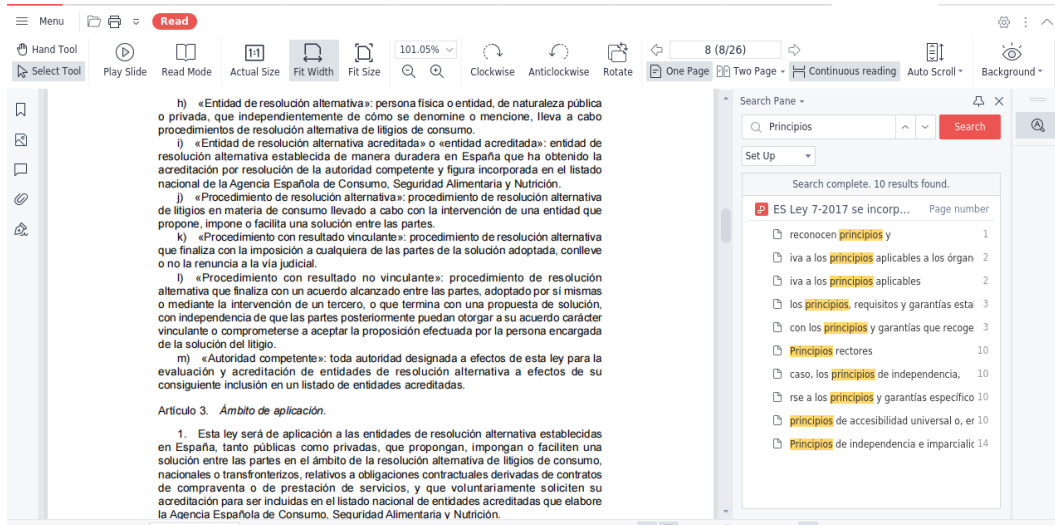 Menu
Read
Hand Tool
Select Tool
Play Slide
Read Mode
Actual Size
Fit Width
Fit Size
101.05%
Clockwise
Anticlockwise
Rotate
8 (8/26)
One Page
Two Page
Continuous reading
Auto Scroll
Background
h) «Entidad de resolución alternativa»: persona física o entidad, de naturaleza pública
o privada, que independientemente de cómo se denomine o mencione, lleva a cabo
procedimientos de resolución alternativa de litigios de consumo.
i) «Entidad de resolución alternativa acreditada» o «entidad acreditada»: entidad de
resolución alternativa establecida de manera duradera en España que ha obtenido la
acreditación por resolución de la autoridad competente y figura incorporada en el listado
nacional de la Agencia Española de Consumo, Seguridad Alimentaria y Nutrición.
j) «Procedimiento de resolución alternativa»: procedimiento de resolución alternativa
de litigios en materia de consumo llevado a cabo con la intervención de una entidad que
propone, impone o facilita una solución entre las partes.
k) «Procedimiento con resultado vinculante»: procedimiento de resolución alternativa
que finaliza con la imposición a cualquiera de las partes de la solución adoptada, conlleve
o no la renuncia a la vía judicial.
l) «Procedimiento con resultado no vinculante»: procedimiento de resolución
alternativa que finaliza con un acuerdo alcanzado entre las partes, adoptado por sí mismas
o mediante la intervención de un tercero, o que termina con una propuesta de solución,
con independencia de que las partes posteriormente puedan otorgar a su acuerdo carácter
vinculante o comprometerse a aceptar la proposición efectuada por la persona encargada
de la solución del litigio.
m) «Autoridad competente»: toda autoridad designada a efectos de esta ley para la
evaluación y acreditación de entidades de resolución alternativa a efectos de su
consiguiente inclusión en un listado de entidades acreditadas.
Artículo 3. Ámbito de aplicación.
1. Esta ley será de aplicación a las entidades de resolución alternativa establecidas
en España, tanto públicas como privadas, que propongan, impongan o faciliten una
solución entre las partes en el ámbito de la resolución alternativa de litigios de consumo,
nacionales o transfronterizos, relativos a obligaciones contractuales derivadas de contratos
de compraventa o de prestación de servicios, y que voluntariamente soliciten su
acreditación para ser incluidas en el listado nacional de entidades acreditadas que elabore
la Agencia Española de Consumo, Seguridad Alimentaria y Nutrición.
Search Pane
Principios
Search
Set Up
Search complete. 10 results found.
ES Ley 7-2017 se incorp... Page number
reconocen principios y 1
iva a los principios aplicables a los órgan 2
iva a los principios aplicables 2
los principios, requisitos y garantías estal 3
con los principios y garantías que recoge 3
Principios rectores 10
caso, los principios de independencia, 10
rse a los principios y garantías específico 10
principios de accesibilidad universal o, er 10
Principios de independencia e imparcialic 14